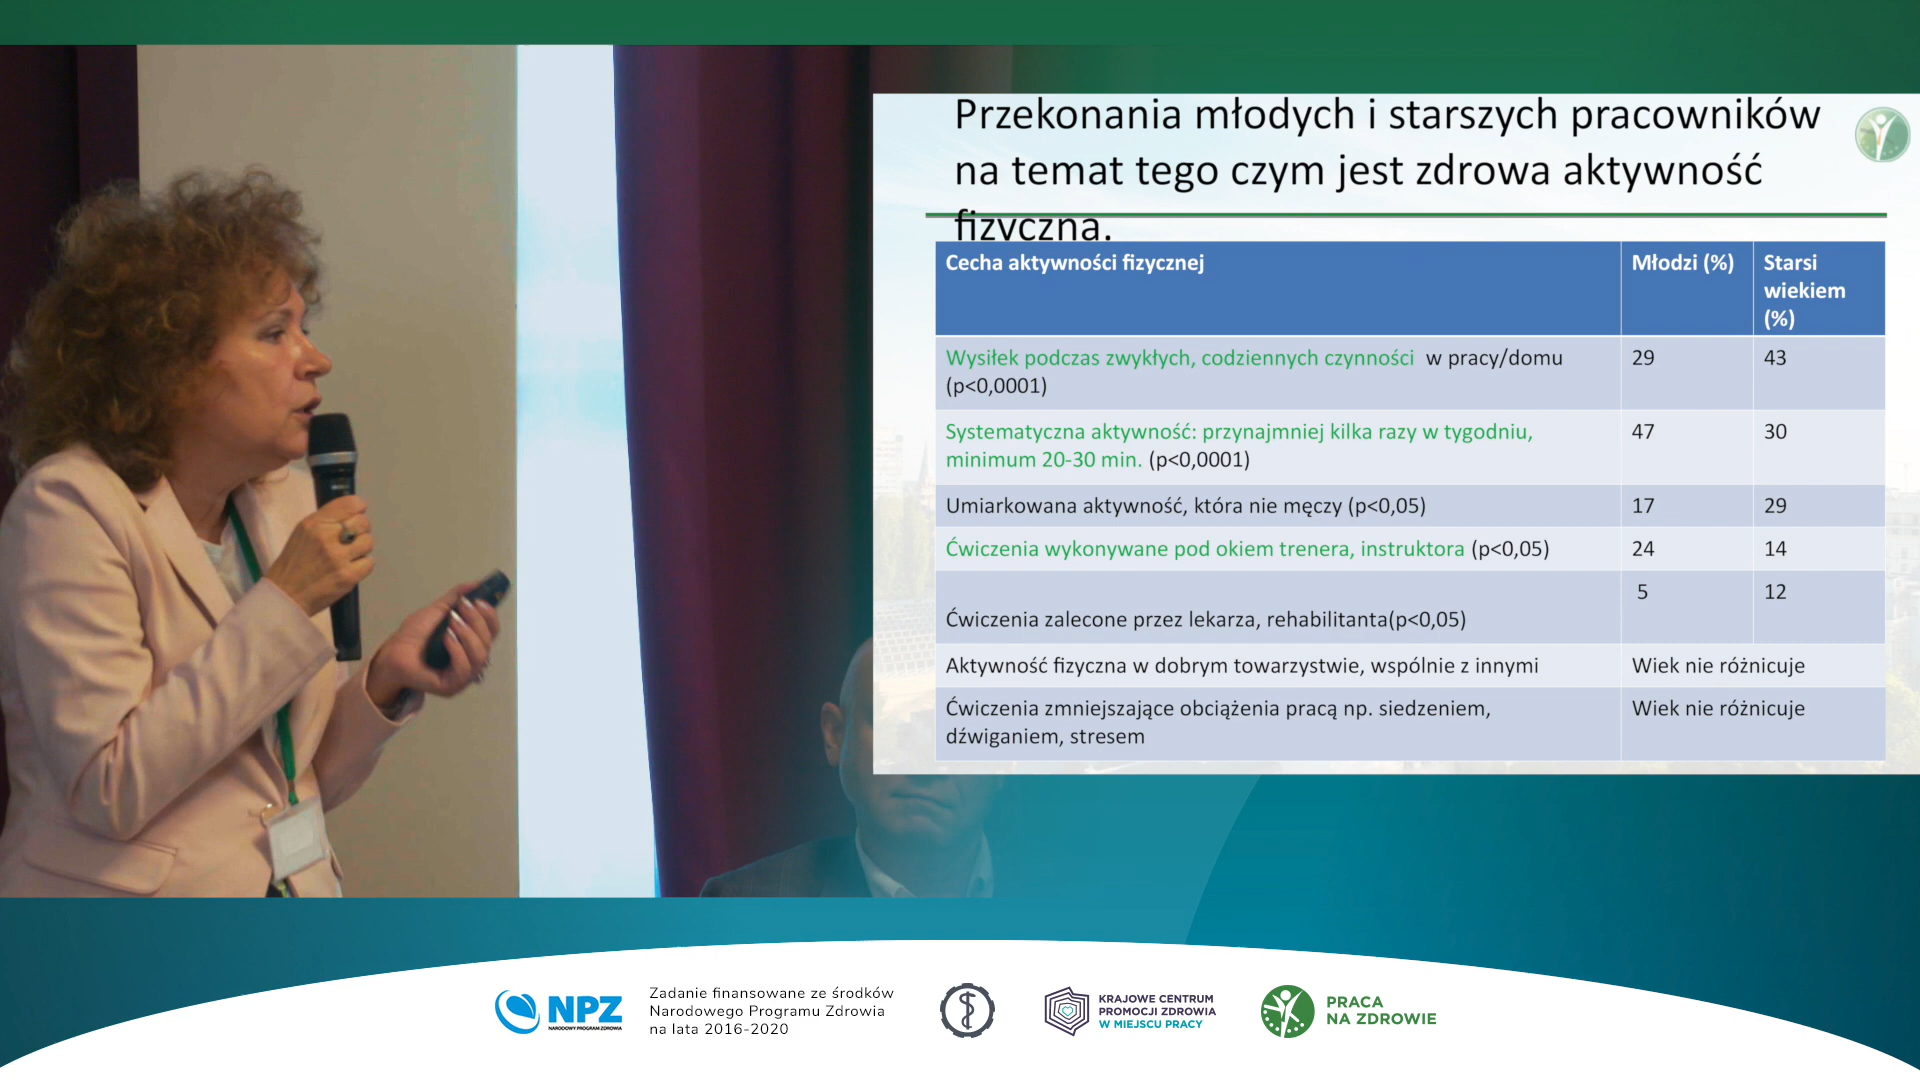 Przekonania młodych i starszych pracowników
na temat tego czym jest zdrowa aktywność
fizyczna.
Cecha aktywności fizycznej
Młodzi (%)
Starsi
wiekiem
(%)
Wysiłek podczas zwykłych, codziennych czynności w pracy/domu
(p<0,0001)
29
43
Systematyczna aktywność: przynajmniej kilka razy w tygodniu,
minimum 20-30 min. (p<0,0001)
47
30
Umiarkowana aktywność, która nie męczy (p<0,05)
17
29
Ćwiczenia wykonywane pod okiem trenera, instruktora (p<0,05)
24
14
Ćwiczenia zalecone przez lekarza, rehabilitanta(p<0,05)
5
12
Aktywność fizyczna w dobrym towarzystwie, wspólnie z innymi
Wiek nie różnicuje
Ćwiczenia zmniejszające obciążenia pracą np. siedzeniem,
dźwiganiem, stresem
Wiek nie różnicuje
NPZ
NARODOWY PROGRAM ZDROWIA
Zadanie finansowane ze środków
Narodowego Programu Zdrowia
na lata 2016-2020
KRAJOWE CENTRUM
PROMOCJI ZDROWIA
W MIEJSCU PRACY
PRACA
NA ZDROWIE